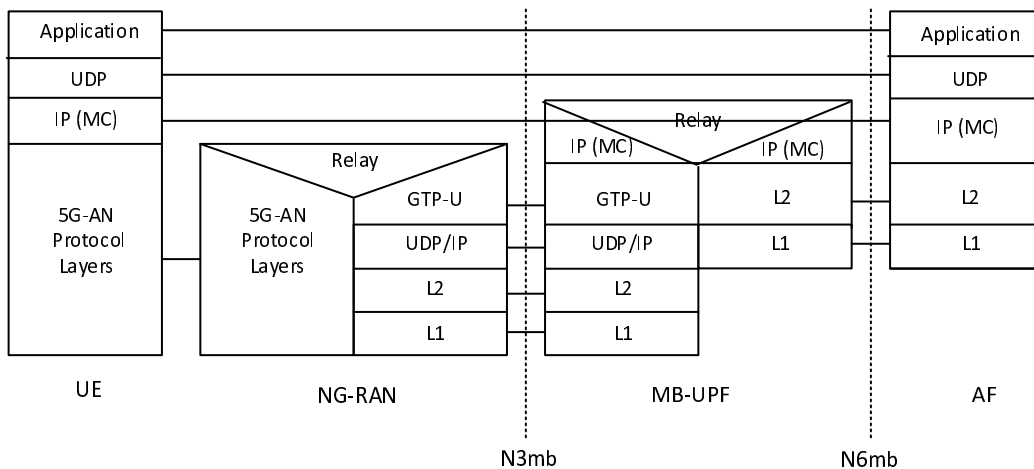 Application
UDP
IP (MC)
5G-AN
Protocol
Layers
UE
Relay
5G-AN
Protocol
Layers
GTP-U
UDP/IP
L2
L1
NG-RAN
N3mb
Relay
IP (MC)
IP (MC)
GTP-U
UDP/IP
L2
L1
L2
L1
MB-UPF
N6mb
Application
UDP
IP (MC)
L2
L1
AF